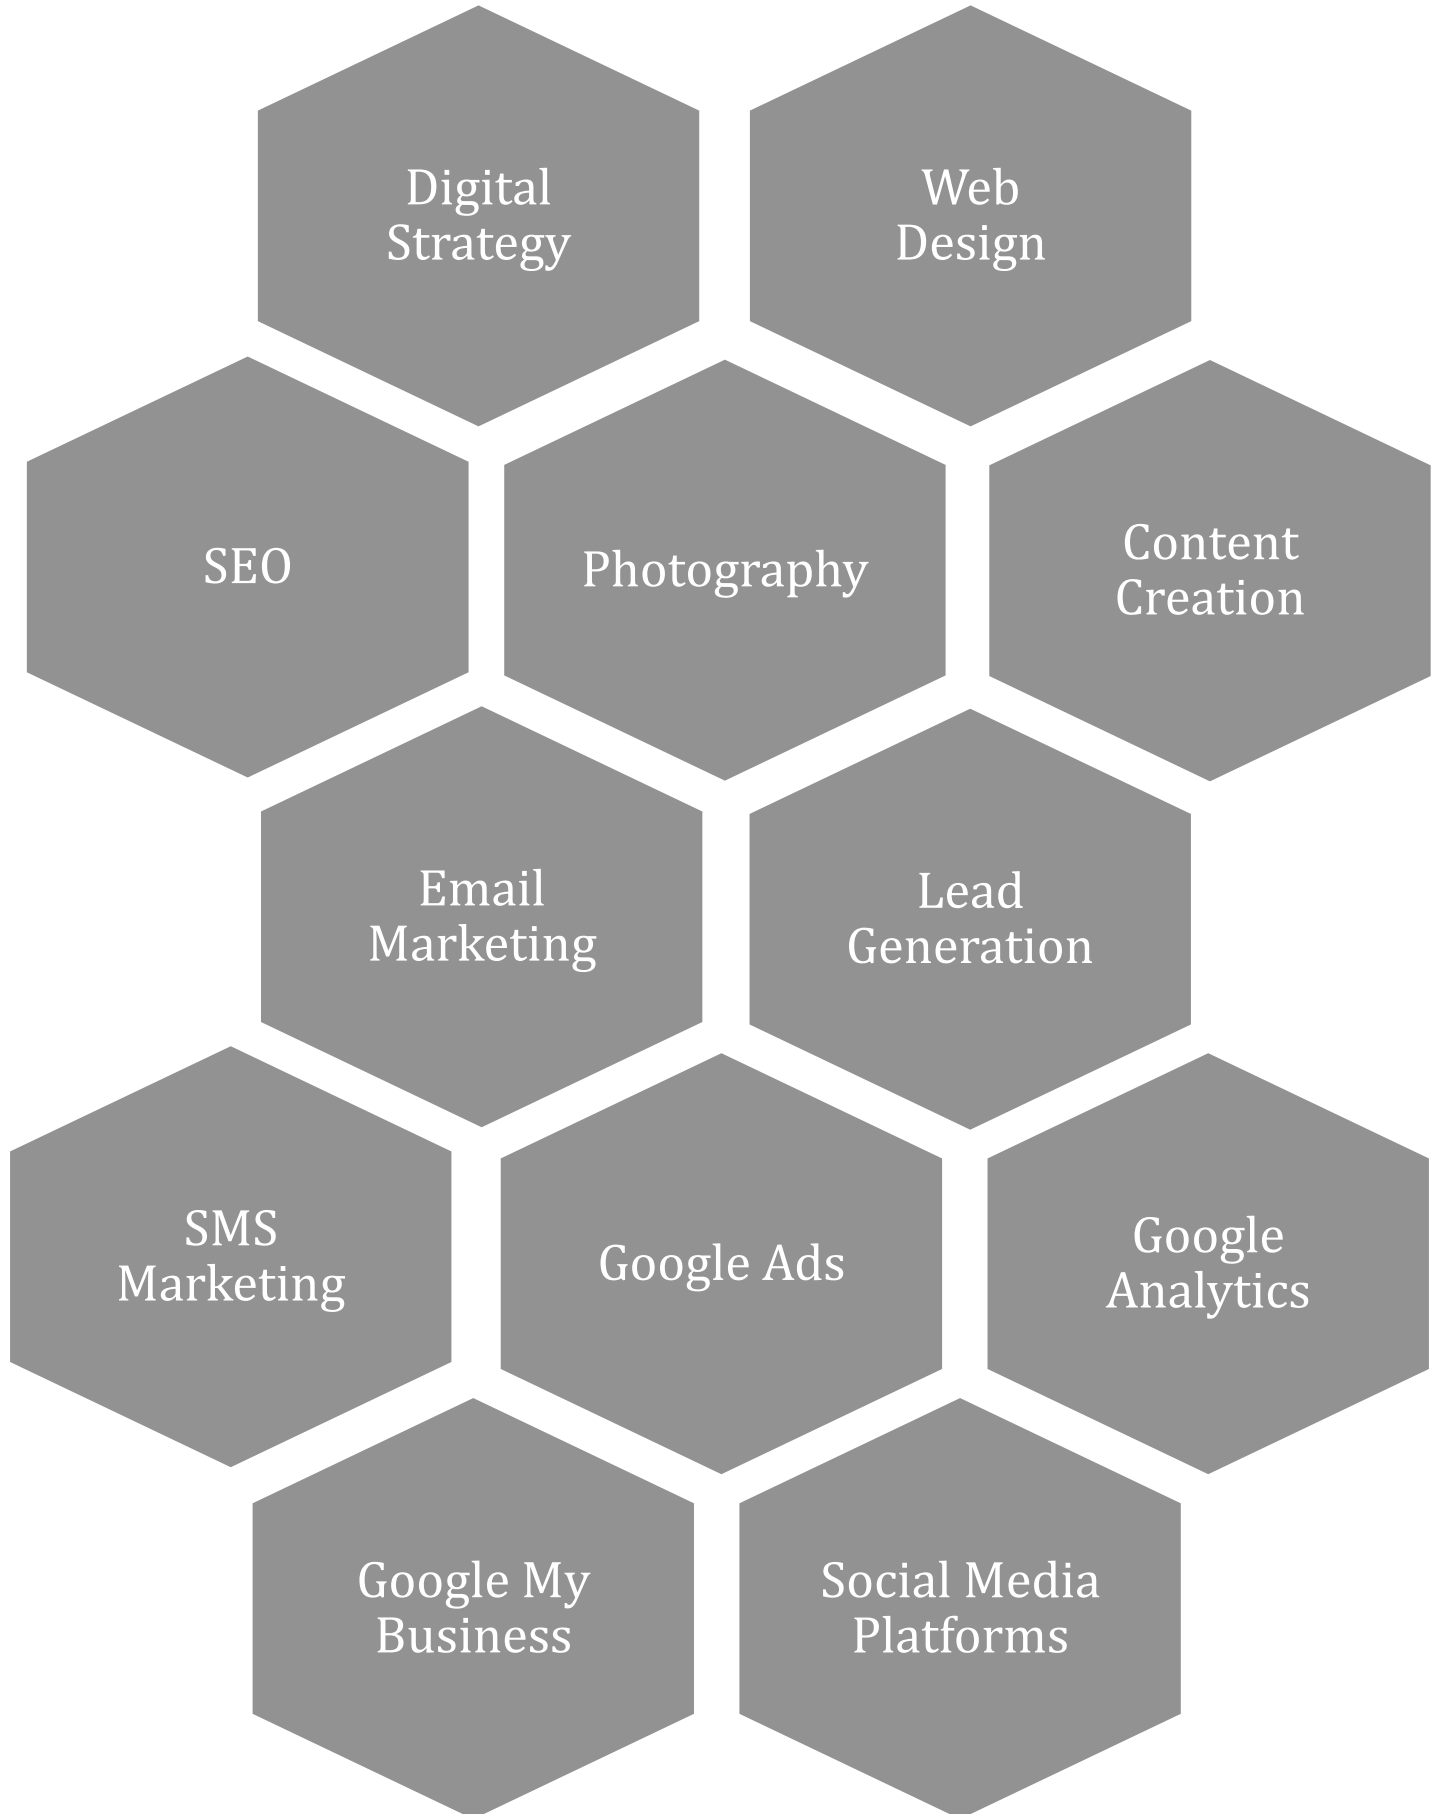 Digital
Strategy
Web
Design
SEO
Photography
Content
Creation
Email
Marketing
Lead
Generation
SMS
Marketing
Google Ads
Google
Analytics
Google My
Business
Social Media
Platforms